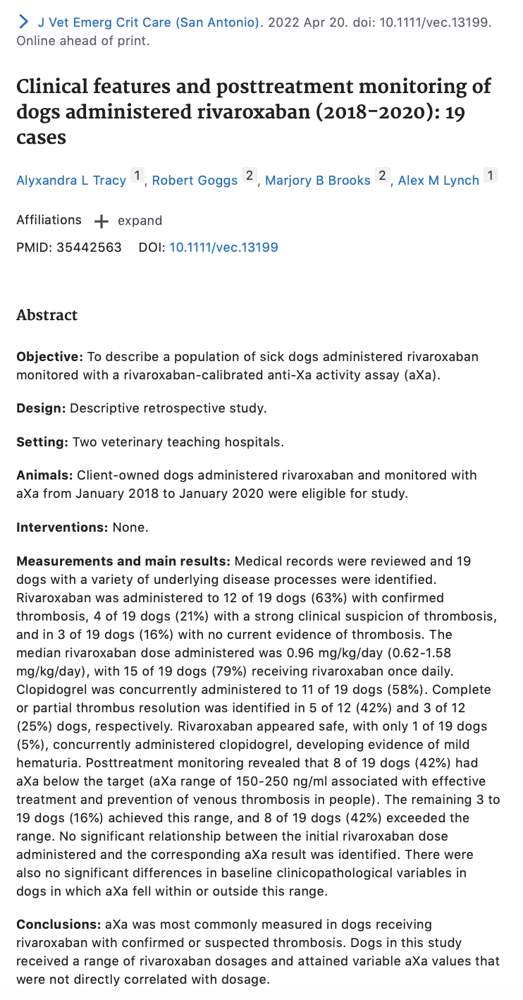 J Vet Emerg Crit Care (San Antonio). 2022 Apr 20. doi: 10.1111/vec.13199.
Online ahead of print.
Clinical features and posttreatment monitoring of
dogs administered rivaroxaban (2018-2020): 19
cases
Alyxandra L Tracy 1, Robert Goggs 2, Marjory B Brooks 2, Alex M Lynch 1
Affiliations + expand
PMID: 35442563 DOI: 10.1111/vec.13199
Abstract
Objective: To describe a population of sick dogs administered rivaroxaban
monitored with a rivaroxaban-calibrated anti-Xa activity assay (aXa).
Design: Descriptive retrospective study.
Setting: Two veterinary teaching hospitals.
Animals: Client-owned dogs administered rivaroxaban and monitored with
aXa from January 2018 to January 2020 were eligible for study.
Interventions: None.
Measurements and main results: Medical records were reviewed and 19
dogs with a variety of underlying disease processes were identified.
Rivaroxaban was administered to 12 of 19 dogs (63%) with confirmed
thrombosis, 4 of 19 dogs (21%) with a strong clinical suspicion of thrombosis,
and in 3 of 19 dogs (16%) with no current evidence of thrombosis. The
median rivaroxaban dose administered was 0.96 mg/kg/day (0.62-1.58
mg/kg/day), with 15 of 19 dogs (79%) receiving rivaroxaban once daily.
Clopidogrel was concurrently administered to 11 of 19 dogs (58%). Complete
or partial thrombus resolution was identified in 5 of 12 (42%) and 3 of 12
(25%) dogs, respectively. Rivaroxaban appeared safe, with only 1 of 19 dogs
(5%), concurrently administered clopidogrel, developing evidence of mild
hematuria. Posttreatment monitoring revealed that 8 of 19 dogs (42%) had
aXa below the target (aXa range of 150-250 ng/ml associated with effective
treatment and prevention of venous thrombosis in people). The remaining 3 to
19 dogs (16%) achieved this range, and 8 of 19 dogs (42%) exceeded the
range. No significant relationship between the initial rivaroxaban dose
administered and the corresponding aXa result was identified. There were
also no significant differences in baseline clinicopathological variables in
dogs in which aXa fell within or outside this range.
Conclusions: aXa was most commonly measured in dogs receiving
rivaroxaban with confirmed or suspected thrombosis. Dogs in this study
received a range of rivaroxaban dosages and attained variable aXa values that
were not directly correlated with dosage.